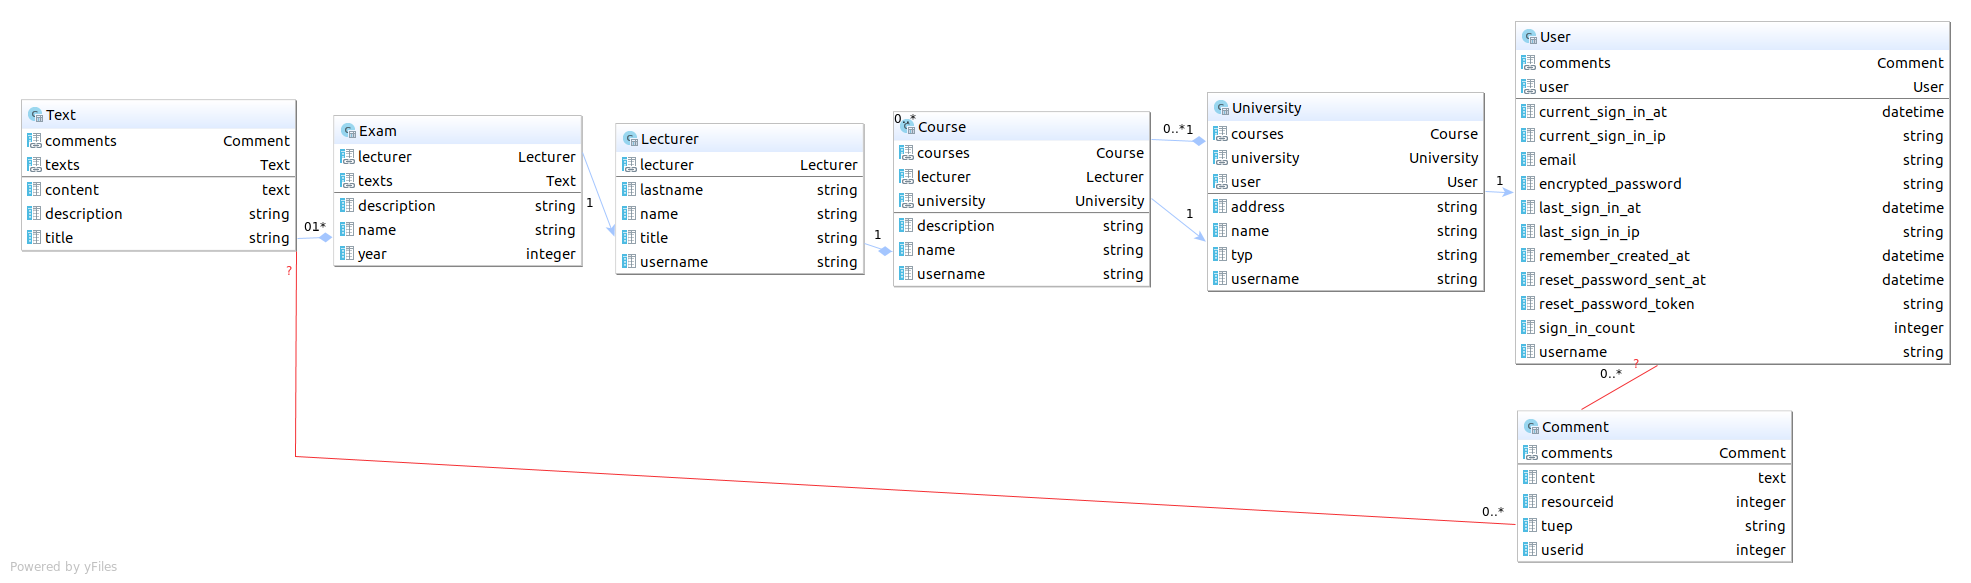 Text
comments Comment
texts Text
content text
description string
title string
01*
?
Exam
lecturer Lecturer
texts Text
description string
name string
year integer
1
Lecturer
lecturer Lecturer
lastname string
name string
title string
username string
1
0..*
Course
courses Course
lecturer Lecturer
university University
description string
name string
username string
0..*1
1
University
courses Course
university University
user User
address string
name string
typ string
username string
1
User
comments Comment
user User
current_sign_in_at datetime
current_sign_in_ip string
email string
encrypted_password string
last_sign_in_at datetime
last_sign_in_ip string
remember_created_at datetime
reset_password_sent_at datetime
reset_password_token string
sign_in_count integer
username string
?
0..*
Comment
comments Comment
content text
resourceid integer
tuep string
userid integer
0..*
Powered by yFiles